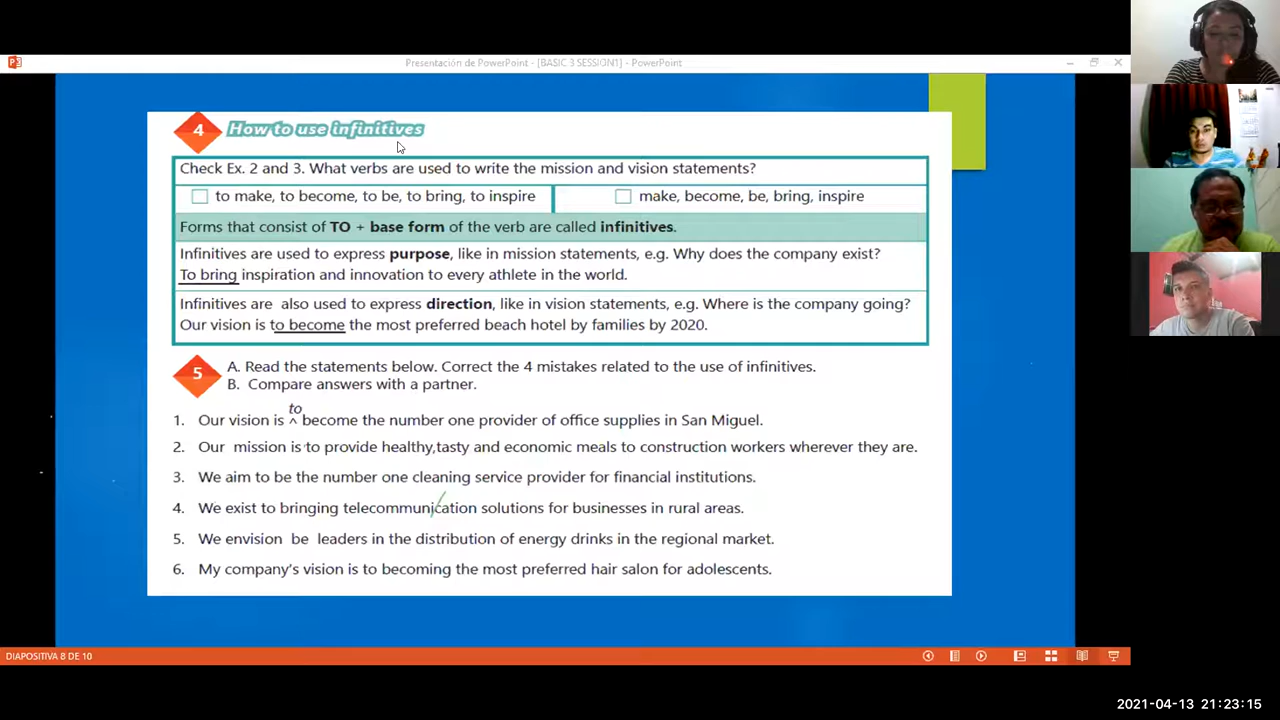 Presentación de PowerPoint - [BASIC 3 SESSION1] - PowerPoint
4 How to use infinitives
Check Ex. 2 and 3. What verbs are used to write the mission and vision statements?
to make, to become, to be, to bring, to inspire
make, become, be, bring, inspire
Forms that consist of TO + base form of the verb are called infinitives.
Infinitives are used to express purpose, like in mission statements, e.g. Why does the company exist?
To bring inspiration and innovation to every athlete in the world.
Infinitives are also used to express direction, like in vision statements, e.g. Where is the company going?
Our vision is to become the most preferred beach hotel by families by 2020.
5 A. Read the statements below. Correct the 4 mistakes related to the use of infinitives.
B. Compare answers with a partner.
to
1. Our vision is ^ become the number one provider of office supplies in San Miguel.
2. Our mission is to provide healthy,tasty and economic meals to construction workers wherever they are.
3. We aim to be the number one cleaning service provider for financial institutions.
4. We exist to bringing telecommunication solutions for businesses in rural areas.
5. We envision be leaders in the distribution of energy drinks in the regional market.
6. My company's vision is to becoming the most preferred hair salon for adolescents.
DIAPOSITIVA 8 DE 10
2021-04-13 21:23:15